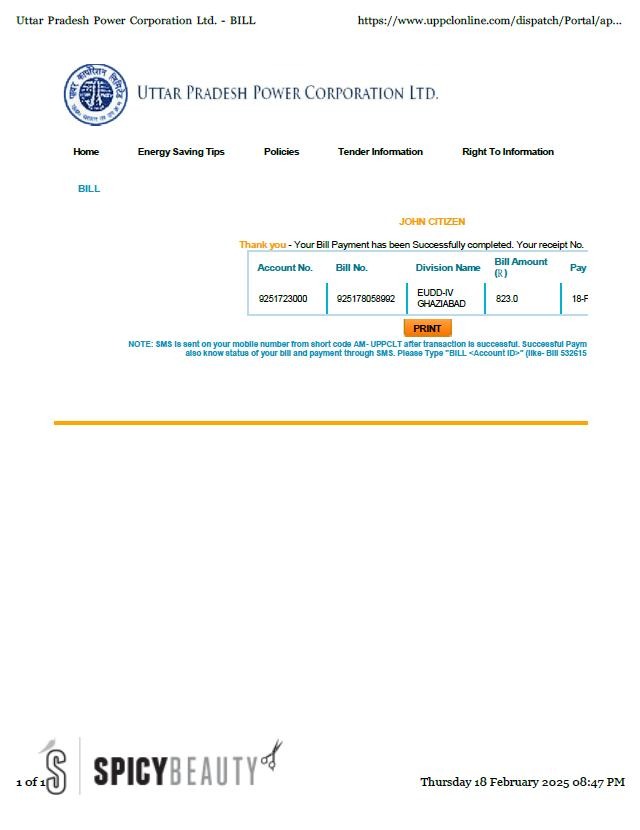 Uttar Pradesh Power Corporation Ltd. - BILL
https://www.uppclonline.com/dispatch/Portal/ap...
UTTAR PRADESH POWER CORPORATION LTD.
Home Energy Saving Tips Policies Tender Information Right To Information
BILL
JOHN CITIZEN
Thank you - Your Bill Payment has been Successfully completed. Your receipt No.
Account No. Bill No. Division Name Bill Amount (R) Pay
9251723000 925178058992 EUDD-IV GHAZIABAD 823.0 18-F
PRINT
NOTE: SMS is sent on your mobile number from short code AM- UPPCLT after transaction is successful. Successful Paym
also know status of your bill and payment through SMS. Please Type "BILL <Account ID>" (like- Bill 532615
1 of 1
S SPICYBEAUTY
Thursday 18 February 2025 08:47 PM